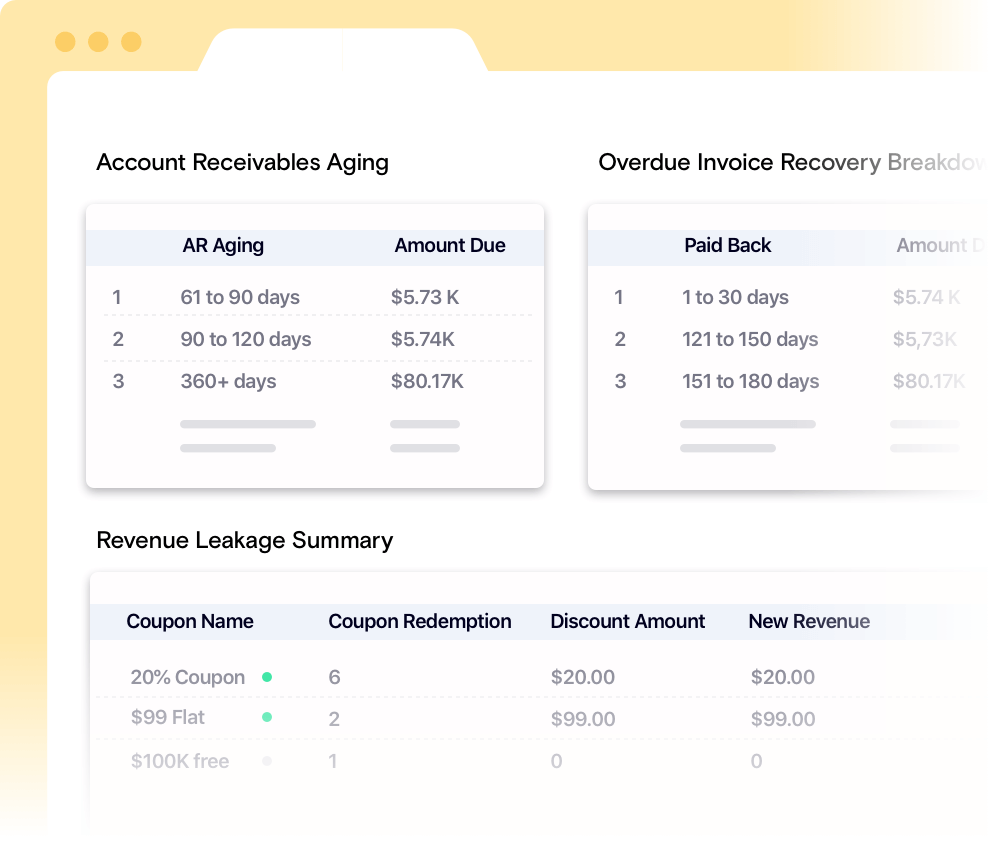 Account Receivables Aging
AR Aging Amount Due
1 61 to 90 days $5.73 K
2 90 to 120 days $5.74K
3 360+ days $80.17K
Overdue Invoice Recovery Breakdow
Paid Back Amount D
1 1 to 30 days $5.74 K
2 121 to 150 days $5,73K
3 151 to 180 days $80.17K
Revenue Leakage Summary
Coupon Name Coupon Redemption Discount Amount New Revenue
20% Coupon 6 $20.00 $20.00
$99 Flat 2 $99.00 $99.00
$100K free 1 0 0